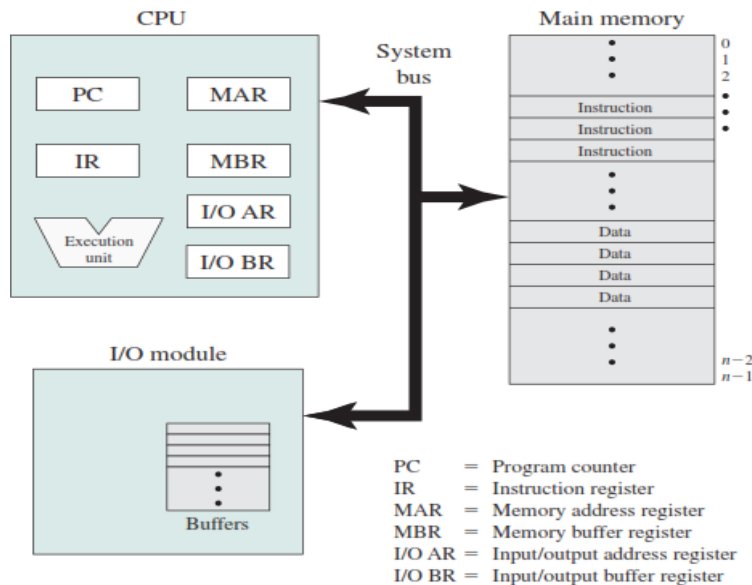 CPU
PC
MAR
IR
MBR
I/O AR
Execution
unit
I/O BR
System
bus
Main memory
0
1
2
Instruction
Instruction
Instruction
Data
Data
Data
Data
n−2
n−1
I/O module
Buffers
PC = Program counter
IR = Instruction register
MAR = Memory address register
MBR = Memory buffer register
I/O AR = Input/output address register
I/O BR = Input/output buffer register